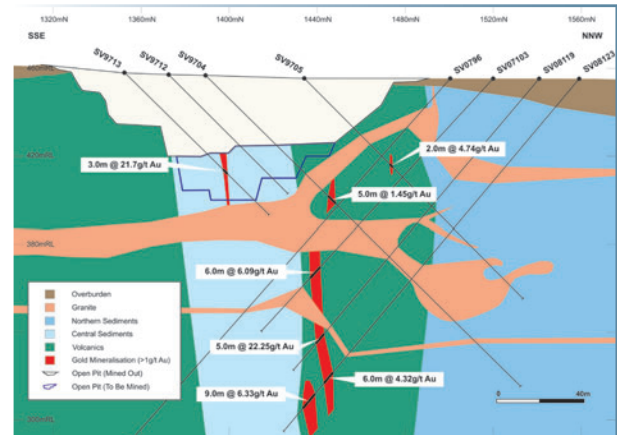 1320mN 1360mN 1400mN 1440mN 1480mN 1520mN 1560mN
SSE NNW
SV9713
SV9712
SV9704
SV9705
SV0796
SV07103
SV08119
SV08123
3.0m @ 21.7g/t Au
2.0m @ 4.74g/t Au
5.0m @ 1.45g/t Au
380mRL
6.0m @ 6.09g/t Au
5.0m @ 22.25g/t Au
6.0m @ 4.32g/t Au
9.0m @ 6.33g/t Au
Overburden
Granite
Northern Sediments
Central Sediments
Volcanics
Gold Mineralisation (>1g/t Au)
Open Pit (Mined Out)
Open Pit (To Be Mined)
0 40m